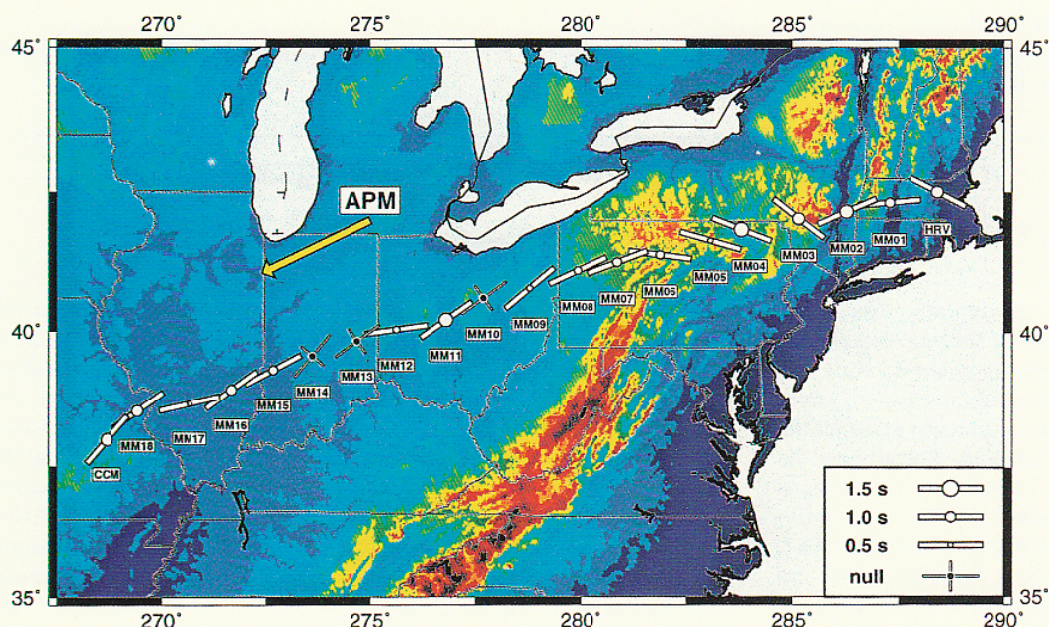 270° 275° 280° 285° 290°
45° 45°
APM
HRV
MM01
MM02
MM03
MM04
MM05
MM06
MM07
MM08
MM09
MM10
MM11
MM12
MM13
MM14
MM15
MM16
MM17
MM18
CCM
40° 40°
1.5 s
1.0 s
0.5 s
null
35° 35°
270° 275° 280° 285° 290°